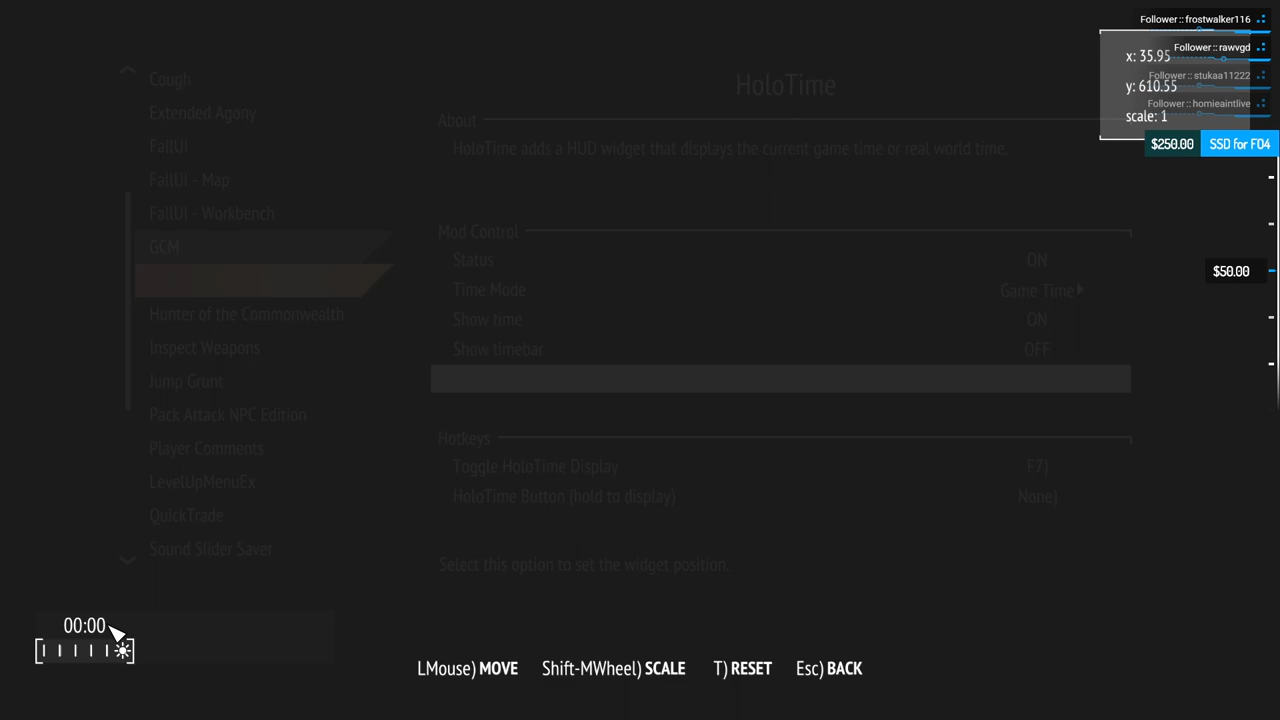 Follower :: frostwalker116
Follower :: rawvgd
x: 35.95
Follower :: stukaa11222
y: 610.55
Follower :: homieaintlive
scale: 1
$250.00 SSD for FO4
$50.00
Cough
Extended Agony
FallUI
FallUI - Map
FallUI - Workbench
GCM
Hunter of the Commonwealth
Inspect Weapons
Jump Grunt
Pack Attack NPC Edition
Player Comments
LevelUpMenuEx
QuickTrade
Sound Slider Saver
HoloTime
About
HoloTime adds a HUD widget that displays the current game time or real world time.
Mod Control
Status ON
Time Mode Game Time
Show time ON
Show timebar OFF
Hotkeys
Toggle HoloTime Display F7)
HoloTime Button (hold to display) None)
Select this option to set the widget position.
00:00
LMouse) MOVE Shift-MWheel) SCALE T) RESET Esc) BACK